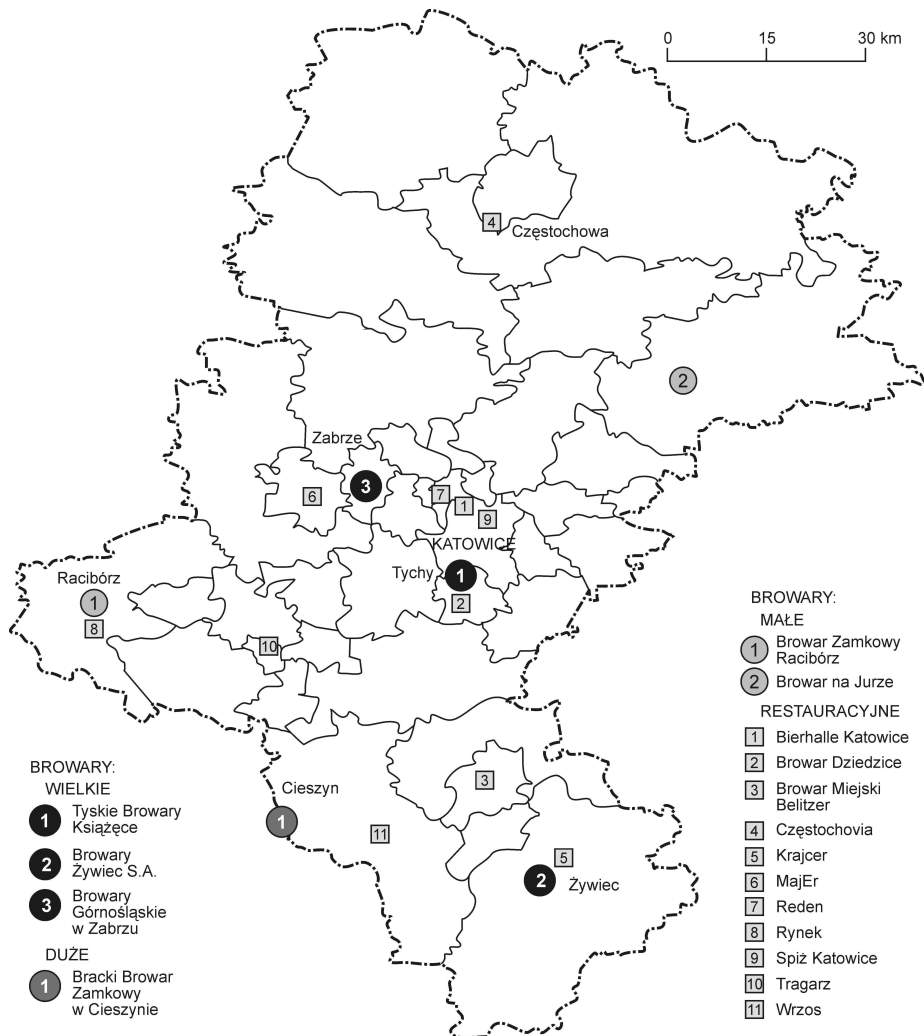 0 15 30 km
4
Częstochowa
2
Zabrze
3
6
7
1
9
KATOWICE
Tychy
1
2
Racibórz
1
8
10
Cieszyn
1
3
11
5
2
Żywiec
BROWARY:
WIELKIE
1 Tyskie Browary
Książęce
2 Browary
Żywiec S.A.
3 Browary
Górnośląskie
w Zabrzu
DUŻE
1 Bracki Browar
Zamkowy
w Cieszynie
BROWARY:
MAŁE
1 Browar Zamkowy
Racibórz
2 Browar na Jurze
RESTAURACYJNE
1 Bierhalle Katowice
2 Browar Dziedzice
3 Browar Miejski
Belitzer
4 Częstochovia
5 Krajcer
6 MajEr
7 Reden
8 Rynek
9 Spiż Katowice
10 Tragarz
11 Wrzos